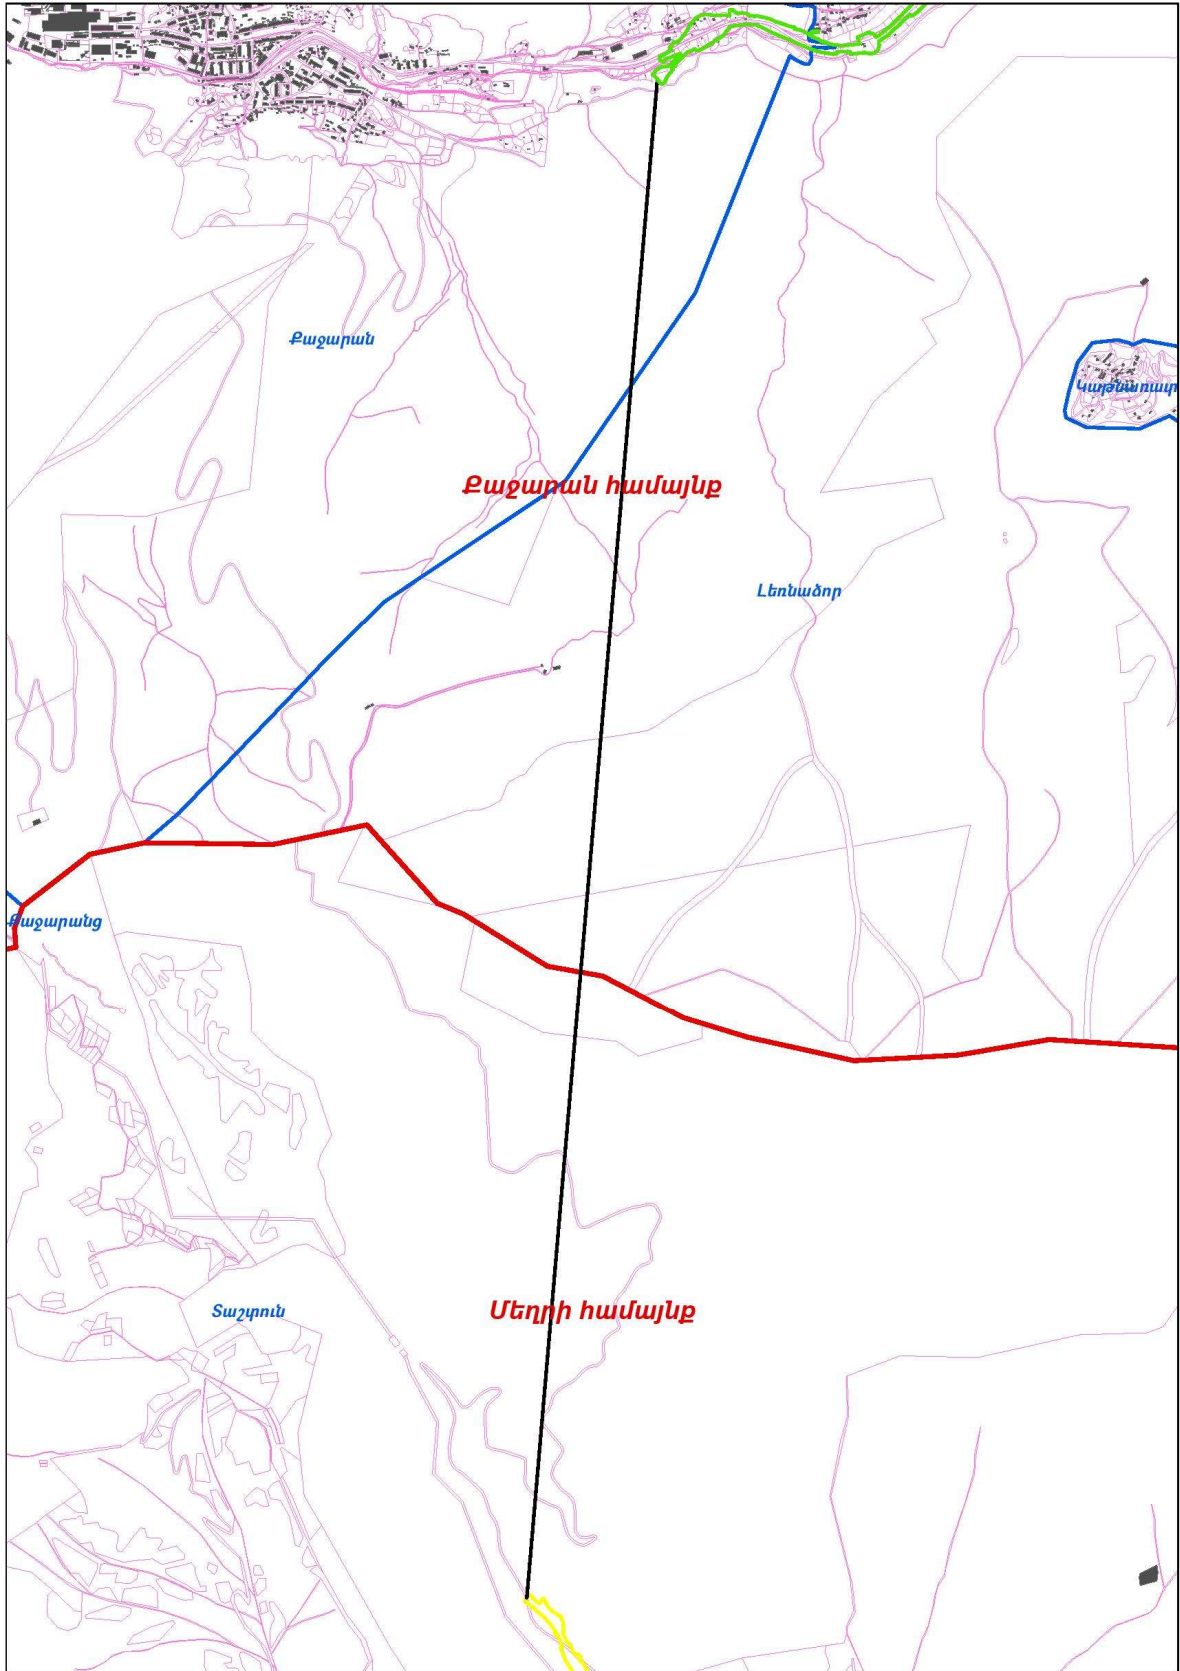 Քաջարան
Կաթնառատ
Քաջարան համայնք
Լեռնաձոր
Քաջարանց
Տաշտուն
Մեղրի համայնք